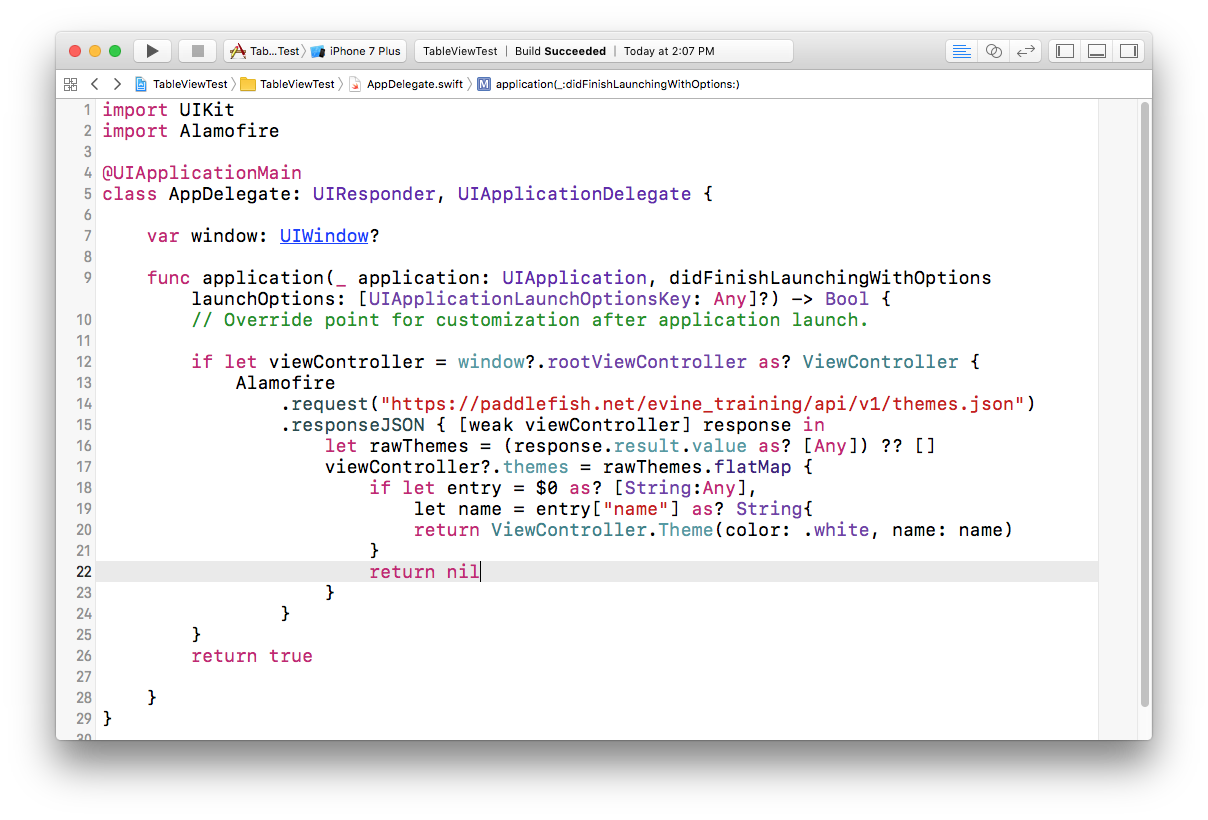 Tab...Test iPhone 7 Plus TableViewTest | Build Succeeded | Today at 2:07 PM
TableViewTest TableViewTest AppDelegate.swift M application(_:didFinishLaunchingWithOptions:)
1 import UIKit
2 import Alamofire
3
4 @UIApplicationMain
5 class AppDelegate: UIResponder, UIApplicationDelegate {
6
7 var window: UIWindow?
8
9 func application(_ application: UIApplication, didFinishLaunchingWithOptions
launchOptions: [UIApplicationLaunchOptionsKey: Any]?) -> Bool {
10 // Override point for customization after application launch.
11
12 if let viewController = window?.rootViewController as? ViewController {
13 Alamofire
14 .request("https://paddlefish.net/evine_training/api/v1/themes.json")
15 .responseJSON { [weak viewController] response in
16 let rawThemes = (response.result.value as? [Any]) ?? []
17 viewController?.themes = rawThemes.flatMap {
18 if let entry = $0 as? [String:Any],
19 let name = entry["name"] as? String{
20 return ViewController.Theme(color: .white, name: name)
21 }
22 return nil
23 }
24 }
25 }
26 return true
27
28 }
29 }
30